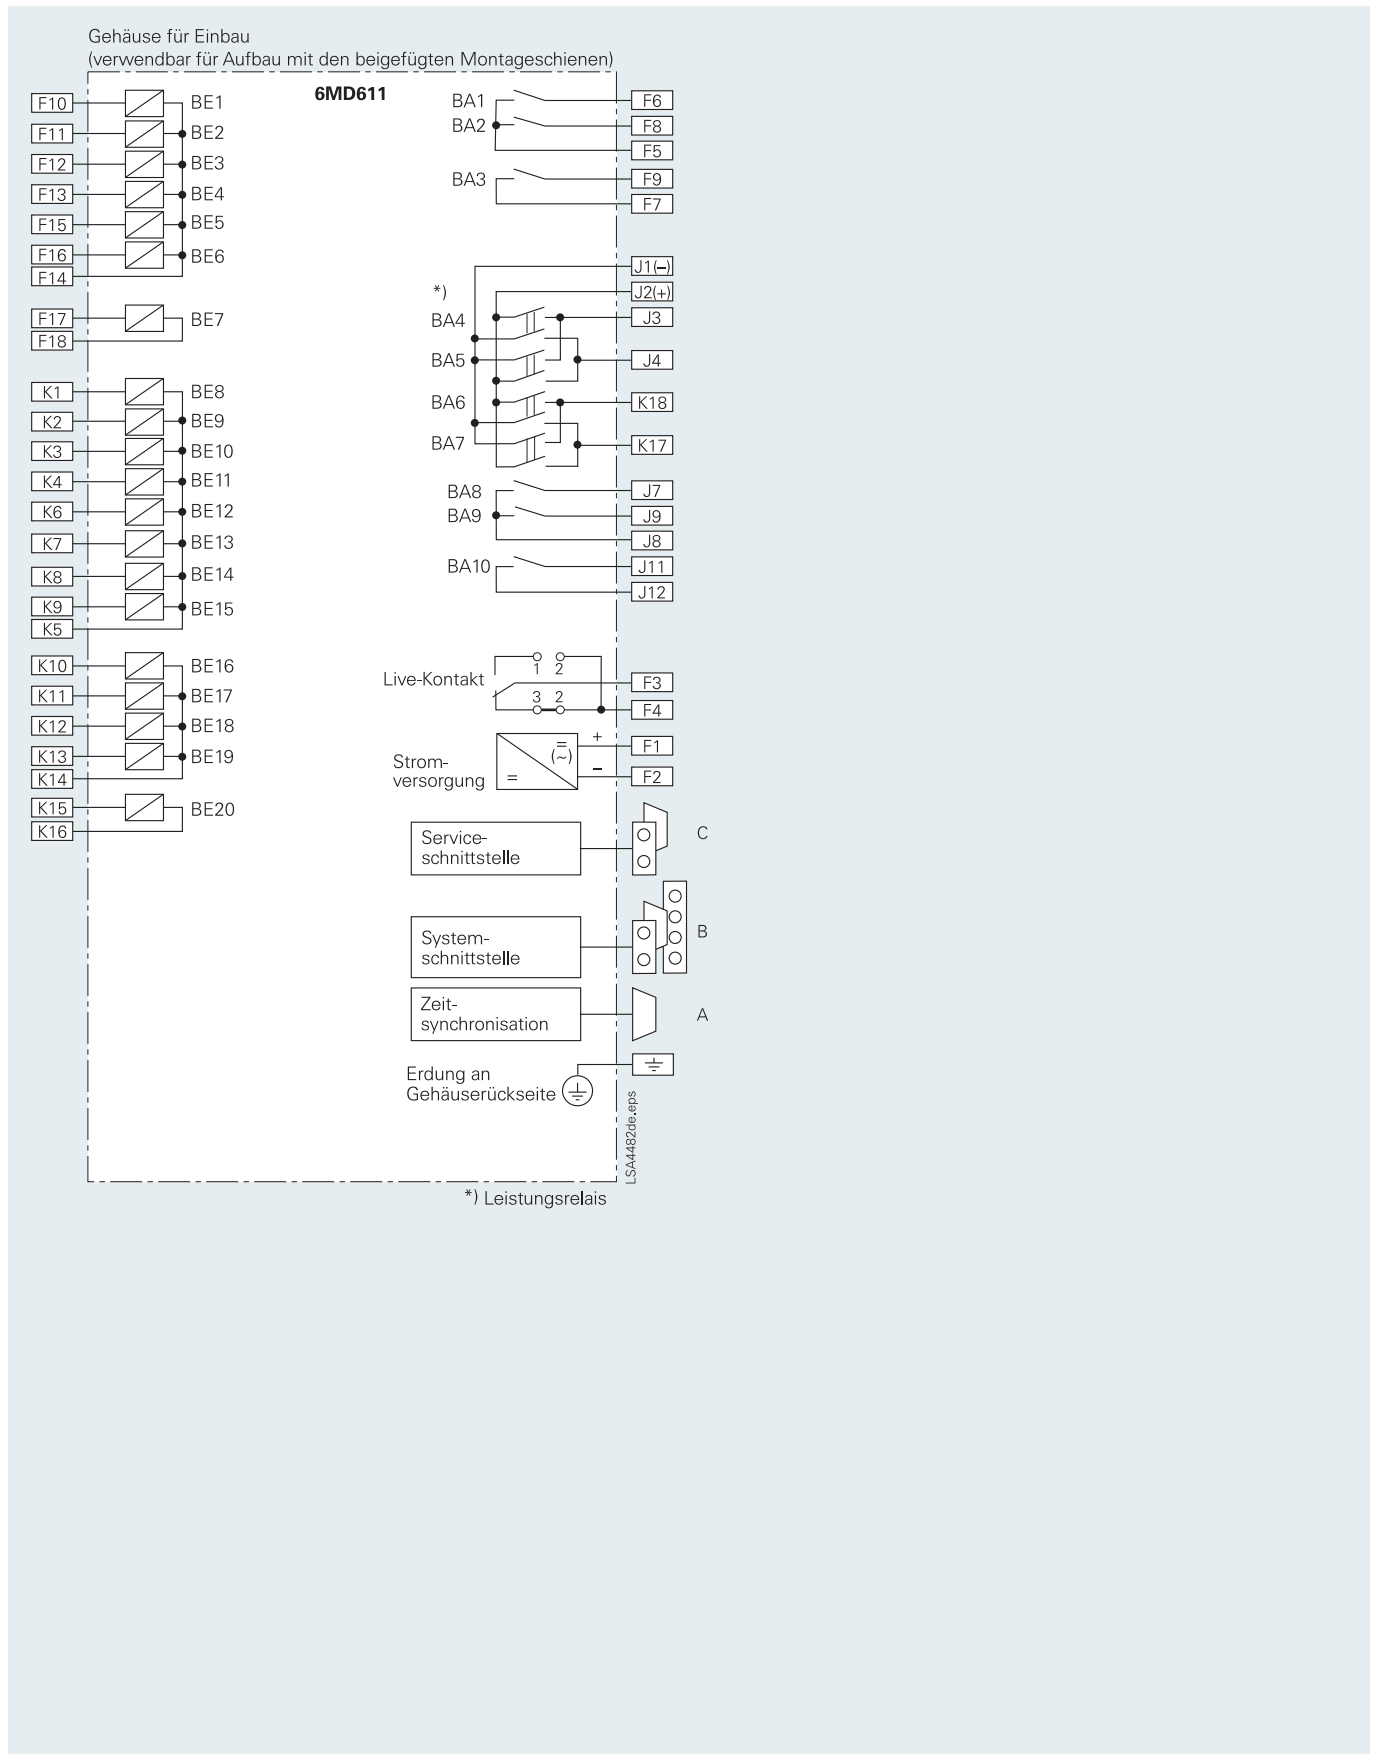 Gehäuse für Einbau
(verwendbar für Aufbau mit den beigefügten Montageschienen)
6MD611
F10 BE1
F11 BE2
F12 BE3
F13 BE4
F15 BE5
F16 BE6
F14
F17 BE7
F18
K1 BE8
K2 BE9
K3 BE10
K4 BE11
K6 BE12
K7 BE13
K8 BE14
K9 BE15
K5
K10 BE16
K11 BE17
K12 BE18
K13 BE19
K14
K15 BE20
K16
BA1 F6
BA2 F8
F5
BA3 F9
F7
J1(–)
*) J2(+)
BA4 J3
BA5 J4
BA6 K18
BA7 K17
BA8 J7
BA9 J9
J8
BA10 J11
J12
1 2
Live-Kontakt F3
3 2
F4
= (~) + F1
Strom-
versorgung = – F2
Service-
schnittstelle
C
System-
schnittstelle
B
Zeit-
synchronisation
A
Erdung an
Gehäuserückseite
LSA4482de.eps
*) Leistungsrelais